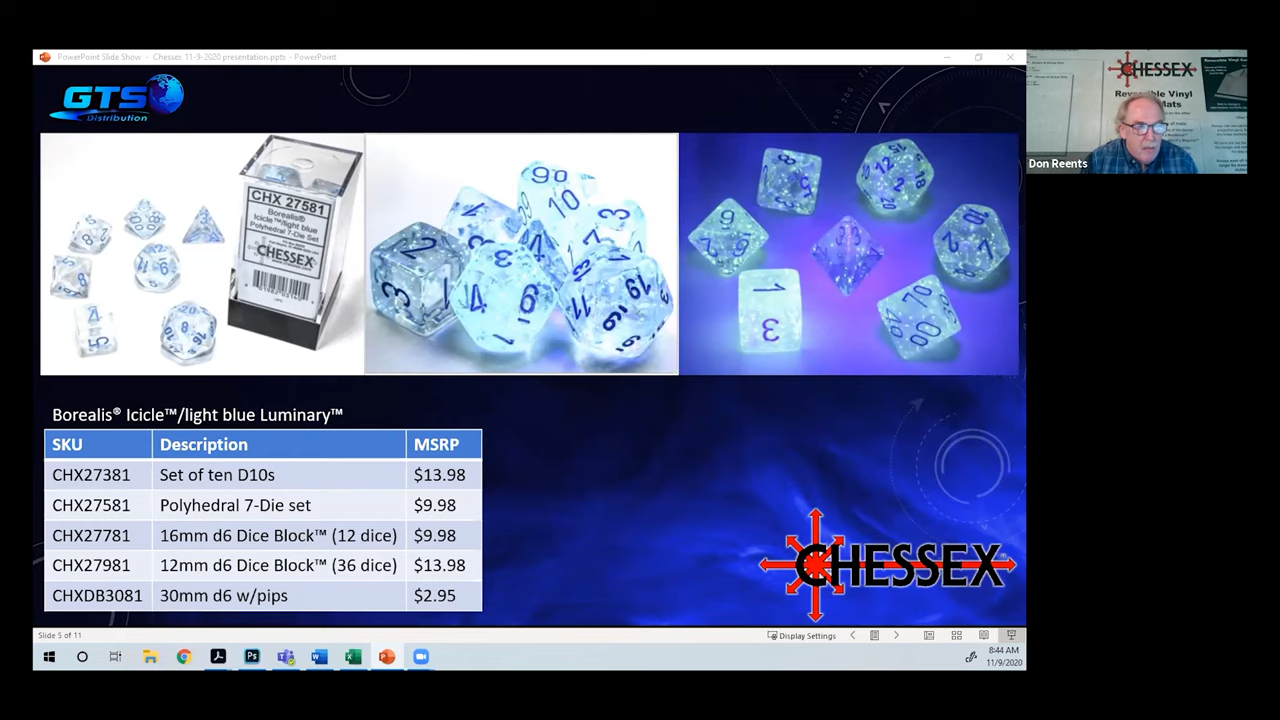 PowerPoint Slide Show - Chessex 11-9-2020 presentation.pptx - PowerPoint
GTS
Distribution
CHESSEX
Reversible Vinyl
Mats
Don Reents
CHX 27581
Borealis®
Icicle™/light blue
Polyhedral 7-Die Set
CHESSEX
Borealis® Icicle™/light blue Luminary™
SKU Description MSRP
CHX27381 Set of ten D10s $13.98
CHX27581 Polyhedral 7-Die set $9.98
CHX27781 16mm d6 Dice Block™ (12 dice) $9.98
CHX27981 12mm d6 Dice Block™ (36 dice) $13.98
CHXDB3081 30mm d6 w/pips $2.95
CHESSEX
Slide 5 of 11
Display Settings
8:44 AM
11/9/2020